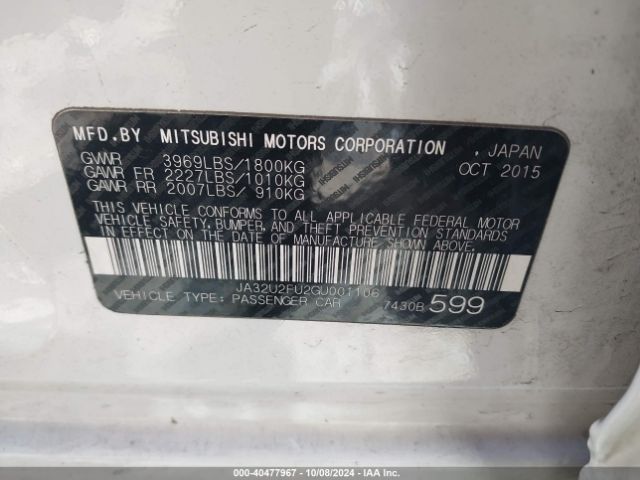 MFD.BY MITSUBISHI MOTORS CORPORATION , JAPAN
GVWR 3969LBS/1800KG OCT 2015
GAWR FR 2227LBS/1010KG
GAWR RR 2007LBS/ 910KG
THIS VEHICLE CONFORMS TO ALL APPLICABLE FEDERAL MOTOR
VEHICLE SAFETY, BUMPER, AND THEFT PREVENTION STANDARDS
IN EFFECT ON THE DATE OF MANUFACTURE SHOWN ABOVE.
JA32U2FU2GU001106
VEHICLE TYPE: PASSENGER CAR 7430B 599
000-40477967 • 10/08/2024 - IAA Inc.